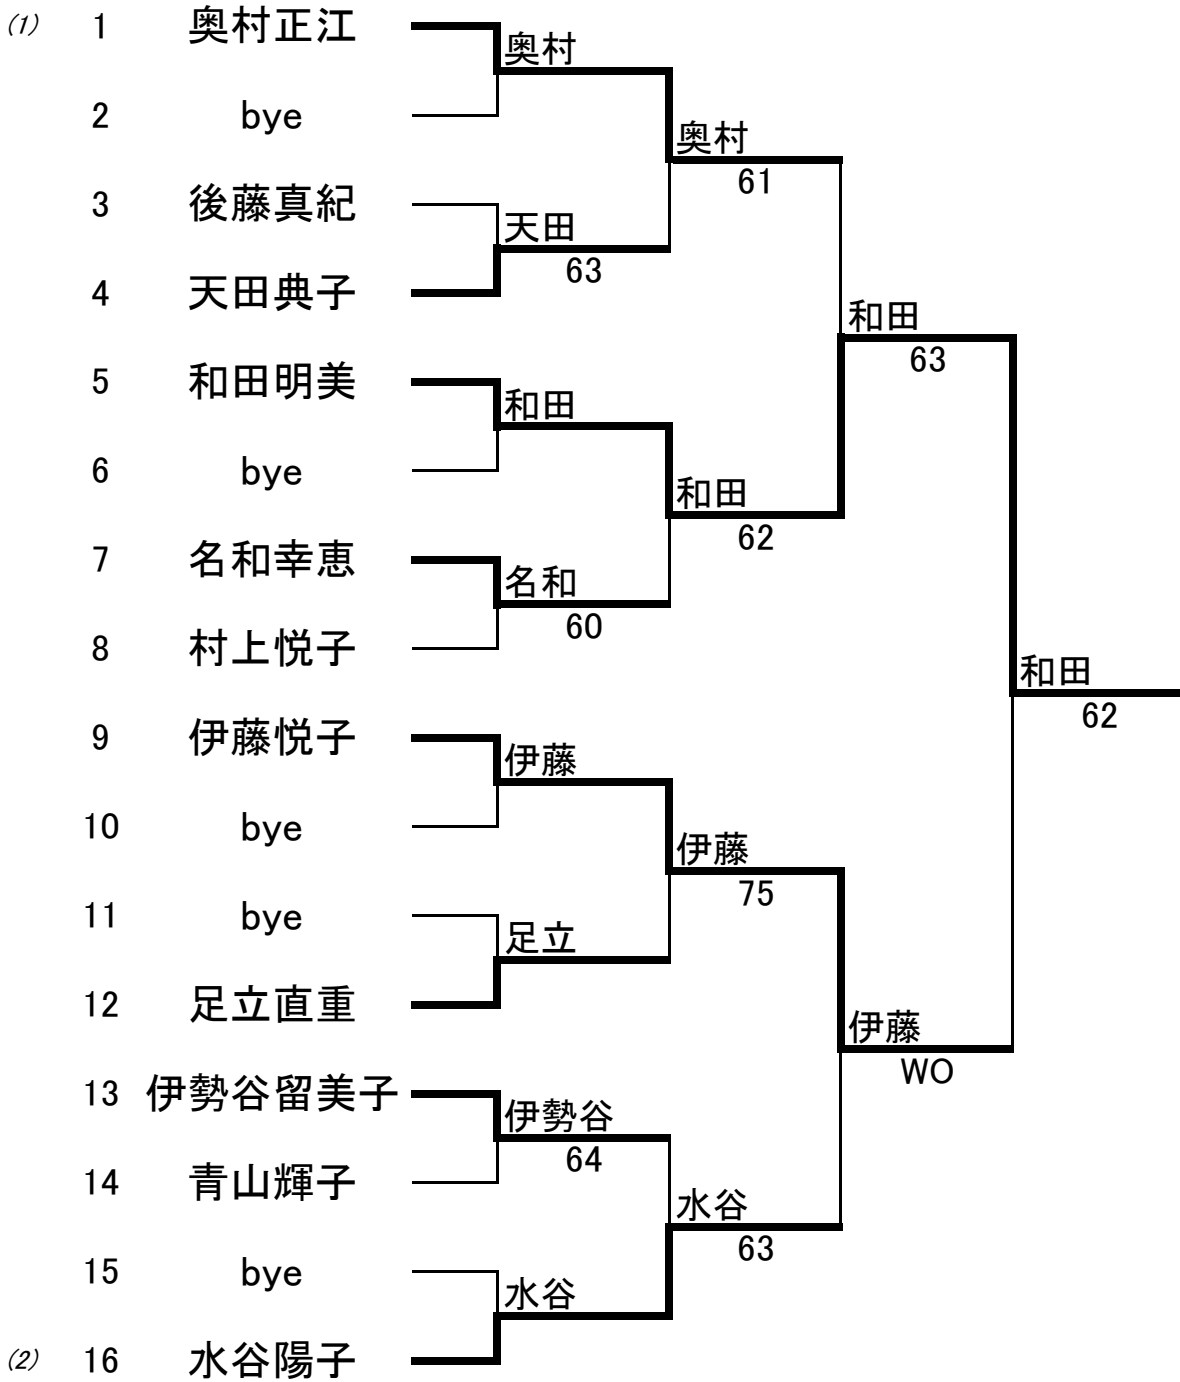 (1) 1 奥村正江
奥村
2 bye
奥村
61
3 後藤真紀
天田
63
4 天田典子
和田
63
5 和田明美
和田
6 bye
和田
62
7 名和幸恵
名和
60
8 村上悦子
和田
62
9 伊藤悦子
伊藤
10 bye
伊藤
75
11 bye
足立
12 足立直重
伊藤
WO
13 伊勢谷留美子
伊勢谷
64
14 青山輝子
水谷
63
15 bye
水谷
(2) 16 水谷陽子